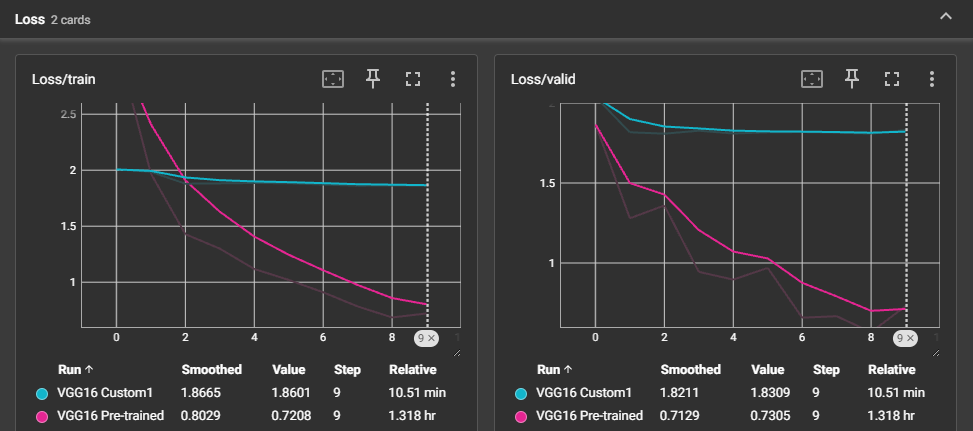 Loss 2 cards
Loss/train
2.5
2
1.5
1
0 2 4 6 8 9 ×
Run ↑ Smoothed Value Step Relative
VGG16 Custom1 1.8665 1.8601 9 10.51 min
VGG16 Pre-trained 0.8029 0.7208 9 1.318 hr
Loss/valid
1.5
1
0 2 4 6 8 9 ×
Run ↑ Smoothed Value Step Relative
VGG16 Custom1 1.8211 1.8309 9 10.51 min
VGG16 Pre-trained 0.7129 0.7305 9 1.318 hr